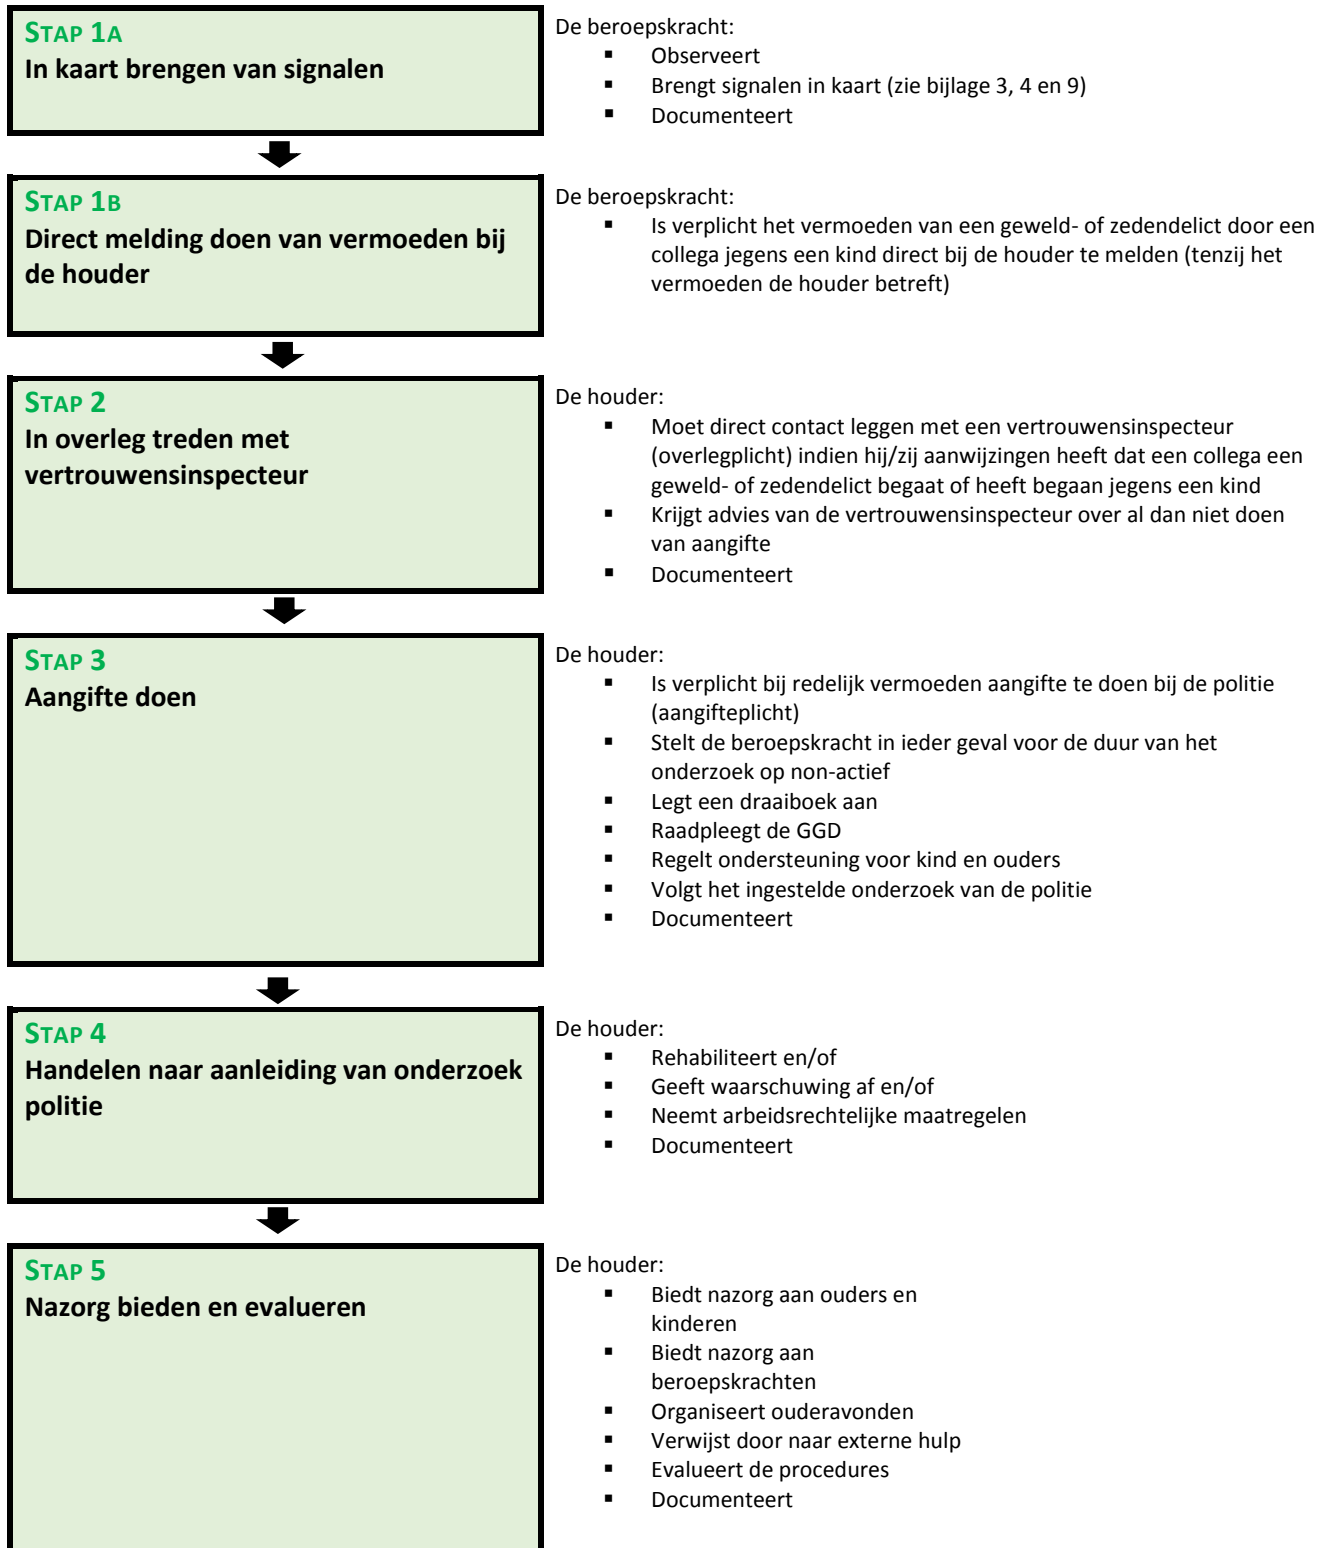 STAP 1A
In kaart brengen van signalen
De beroepskracht:
▪ Observeert
▪ Brengt signalen in kaart (zie bijlage 3, 4 en 9)
▪ Documenteert
STAP 1B
Direct melding doen van vermoeden bij
de houder
De beroepskracht:
▪ Is verplicht het vermoeden van een geweld- of zedendelict door een
collega jegens een kind direct bij de houder te melden (tenzij het
vermoeden de houder betreft)
STAP 2
In overleg treden met
vertrouwensinspecteur
De houder:
▪ Moet direct contact leggen met een vertrouwensinspecteur
(overlegplicht) indien hij/zij aanwijzingen heeft dat een collega een
geweld- of zedendelict begaat of heeft begaan jegens een kind
▪ Krijgt advies van de vertrouwensinspecteur over al dan niet doen
van aangifte
▪ Documenteert
STAP 3
Aangifte doen
De houder:
▪ Is verplicht bij redelijk vermoeden aangifte te doen bij de politie
(aangifteplicht)
▪ Stelt de beroepskracht in ieder geval voor de duur van het
onderzoek op non-actief
▪ Legt een draaiboek aan
▪ Raadpleegt de GGD
▪ Regelt ondersteuning voor kind en ouders
▪ Volgt het ingestelde onderzoek van de politie
▪ Documenteert
STAP 4
Handelen naar aanleiding van onderzoek
politie
De houder:
▪ Rehabiliteert en/of
▪ Geeft waarschuwing af en/of
▪ Neemt arbeidsrechtelijke maatregelen
▪ Documenteert
STAP 5
Nazorg bieden en evalueren
De houder:
▪ Biedt nazorg aan ouders en
kinderen
▪ Biedt nazorg aan
beroepskrachten
▪ Organiseert ouderavonden
▪ Verwijst door naar externe hulp
▪ Evalueert de procedures
▪ Documenteert